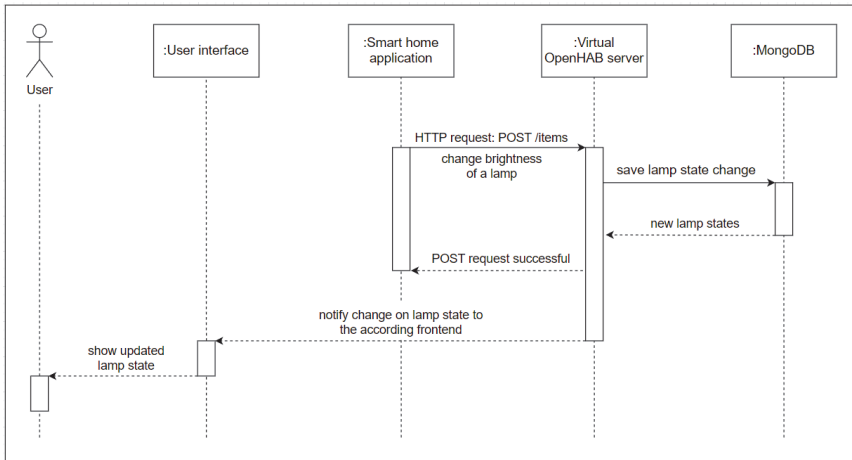 User
:User interface
:Smart home
application
:Virtual
OpenHAB server
:MongoDB
HTTP request: POST /items
change brightness
of a lamp
save lamp state change
new lamp states
POST request successful
notify change on lamp state to
the according frontend
show updated
lamp state